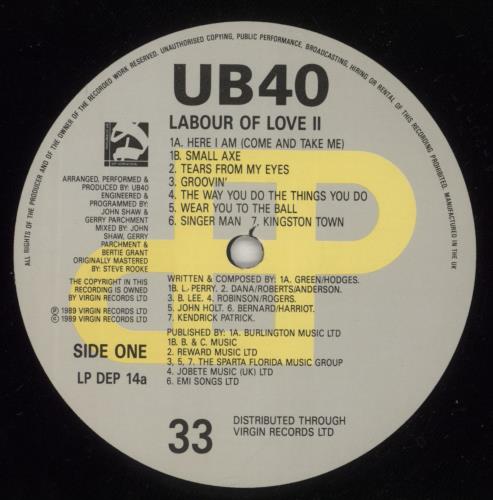 ALL RIGHTS OF THE PRODUCER AND OF THE OWNER OF THE RECORDED WORK RESERVED. UNAUTHORISED COPYING, PUBLIC PERFORMANCE, BROADCASTING, HIRING OR RENTAL OF THIS RECORDING PROHIBITED. MANUFACTURED IN THE UK
UB40
LABOUR OF LOVE II
1A. HERE I AM (COME AND TAKE ME)
1B. SMALL AXE
2. TEARS FROM MY EYES
3. GROOVIN'
4. THE WAY YOU DO THE THINGS YOU DO
5. WEAR YOU TO THE BALL
6. SINGER MAN 7. KINGSTON TOWN
ARRANGED, PERFORMED &
PRODUCED BY: UB40
ENGINEERED &
PROGRAMMED BY:
JOHN SHAW &
GERRY PARCHMENT
MIXED BY: JOHN
SHAW, GERRY
PARCHMENT &
BERTIE GRANT
ORIGINALLY MASTERED
BY: STEVE ROOKE
THE COPYRIGHT IN THIS
RECORDING IS OWNED
BY VIRGIN RECORDS LTD
℗ 1989 VIRGIN RECORDS LTD
© 1989 VIRGIN RECORDS LTD
WRITTEN & COMPOSED BY: 1A. GREEN/HODGES.
1B. L. PERRY. 2. DANA/ROBERTS/ANDERSON.
3. B. LEE. 4. ROBINSON/ROGERS.
5. JOHN HOLT. 6. BERNARD/HARRIOT.
7. KENDRICK PATRICK.
PUBLISHED BY: 1A. BURLINGTON MUSIC LTD
1B. B. & C. MUSIC
2. REWARD MUSIC LTD
3, 5, 7. THE SPARTA FLORIDA MUSIC GROUP
4. JOBETE MUSIC (UK) LTD
6. EMI SONGS LTD
SIDE ONE
LP DEP 14a
33
DISTRIBUTED THROUGH
VIRGIN RECORDS LTD